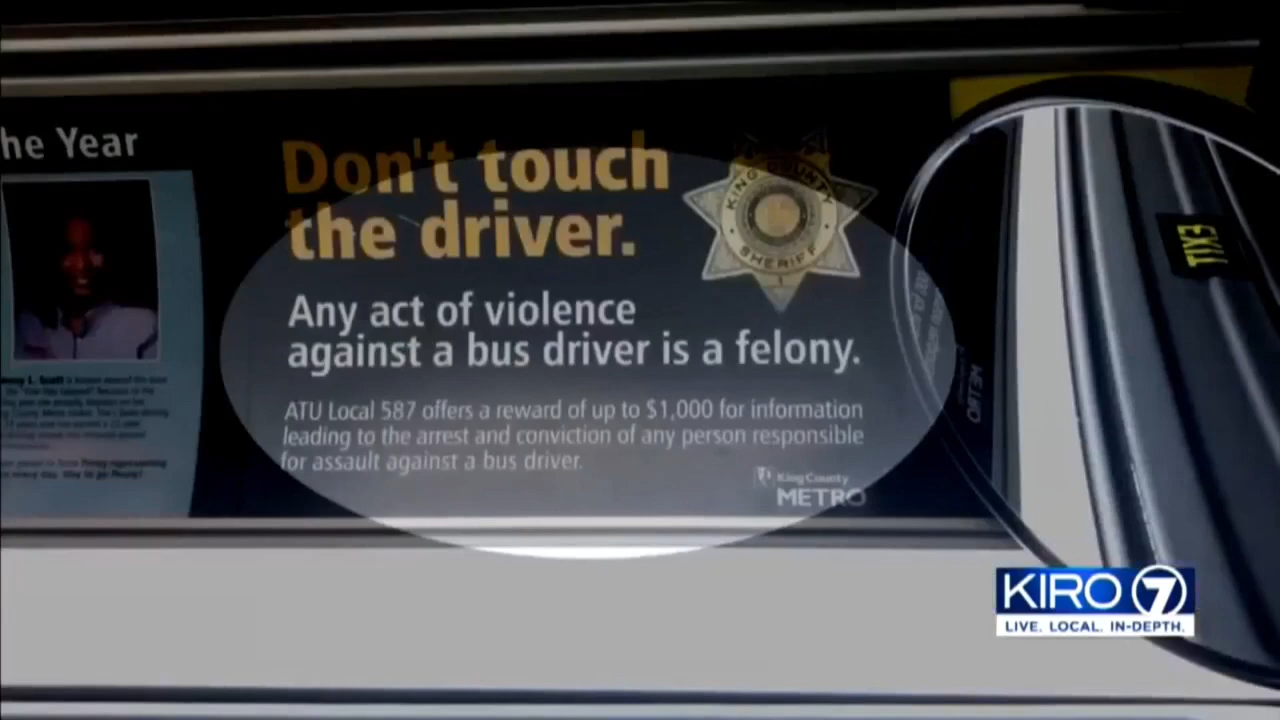 he Year
Don't touch
the driver.
KING COUNTY
SHERIFF
Any act of violence
against a bus driver is a felony.
ATU Local 587 offers a reward of up to $1,000 for information
leading to the arrest and conviction of any person responsible
for assault against a bus driver.
King County
METRO
METRO
EXIT
KIRO 7
LIVE. LOCAL. IN-DEPTH.